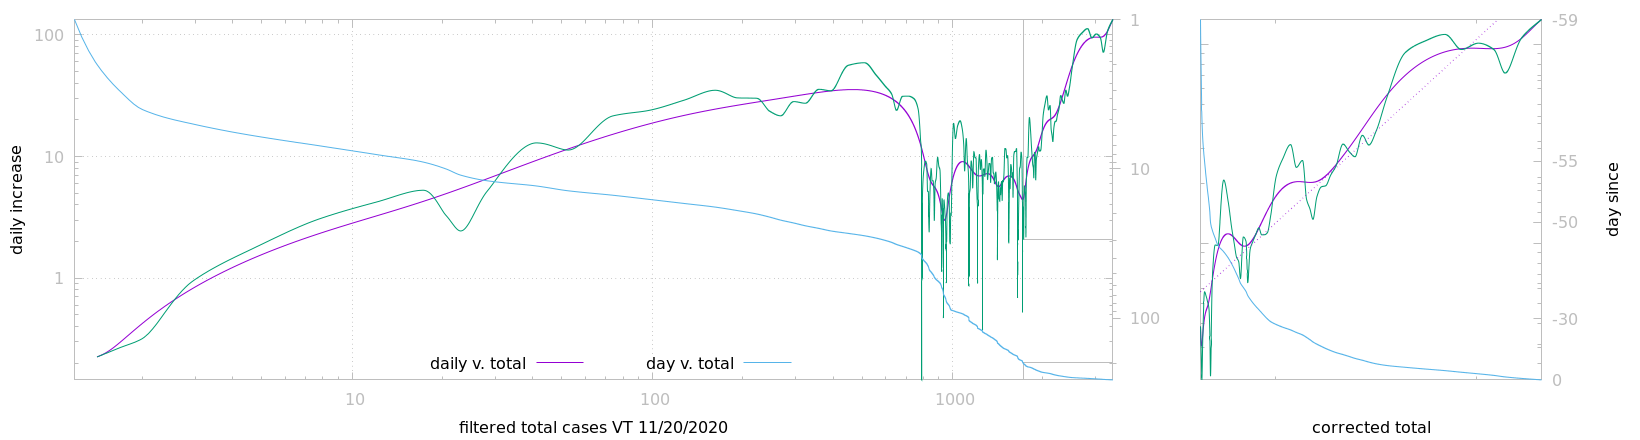 100
10
1
daily increase
daily v. total
day v. total
10
100
1000
filtered total cases VT 11/20/2020
1
10
100
-59
-55
-50
-30
0
day since
corrected total